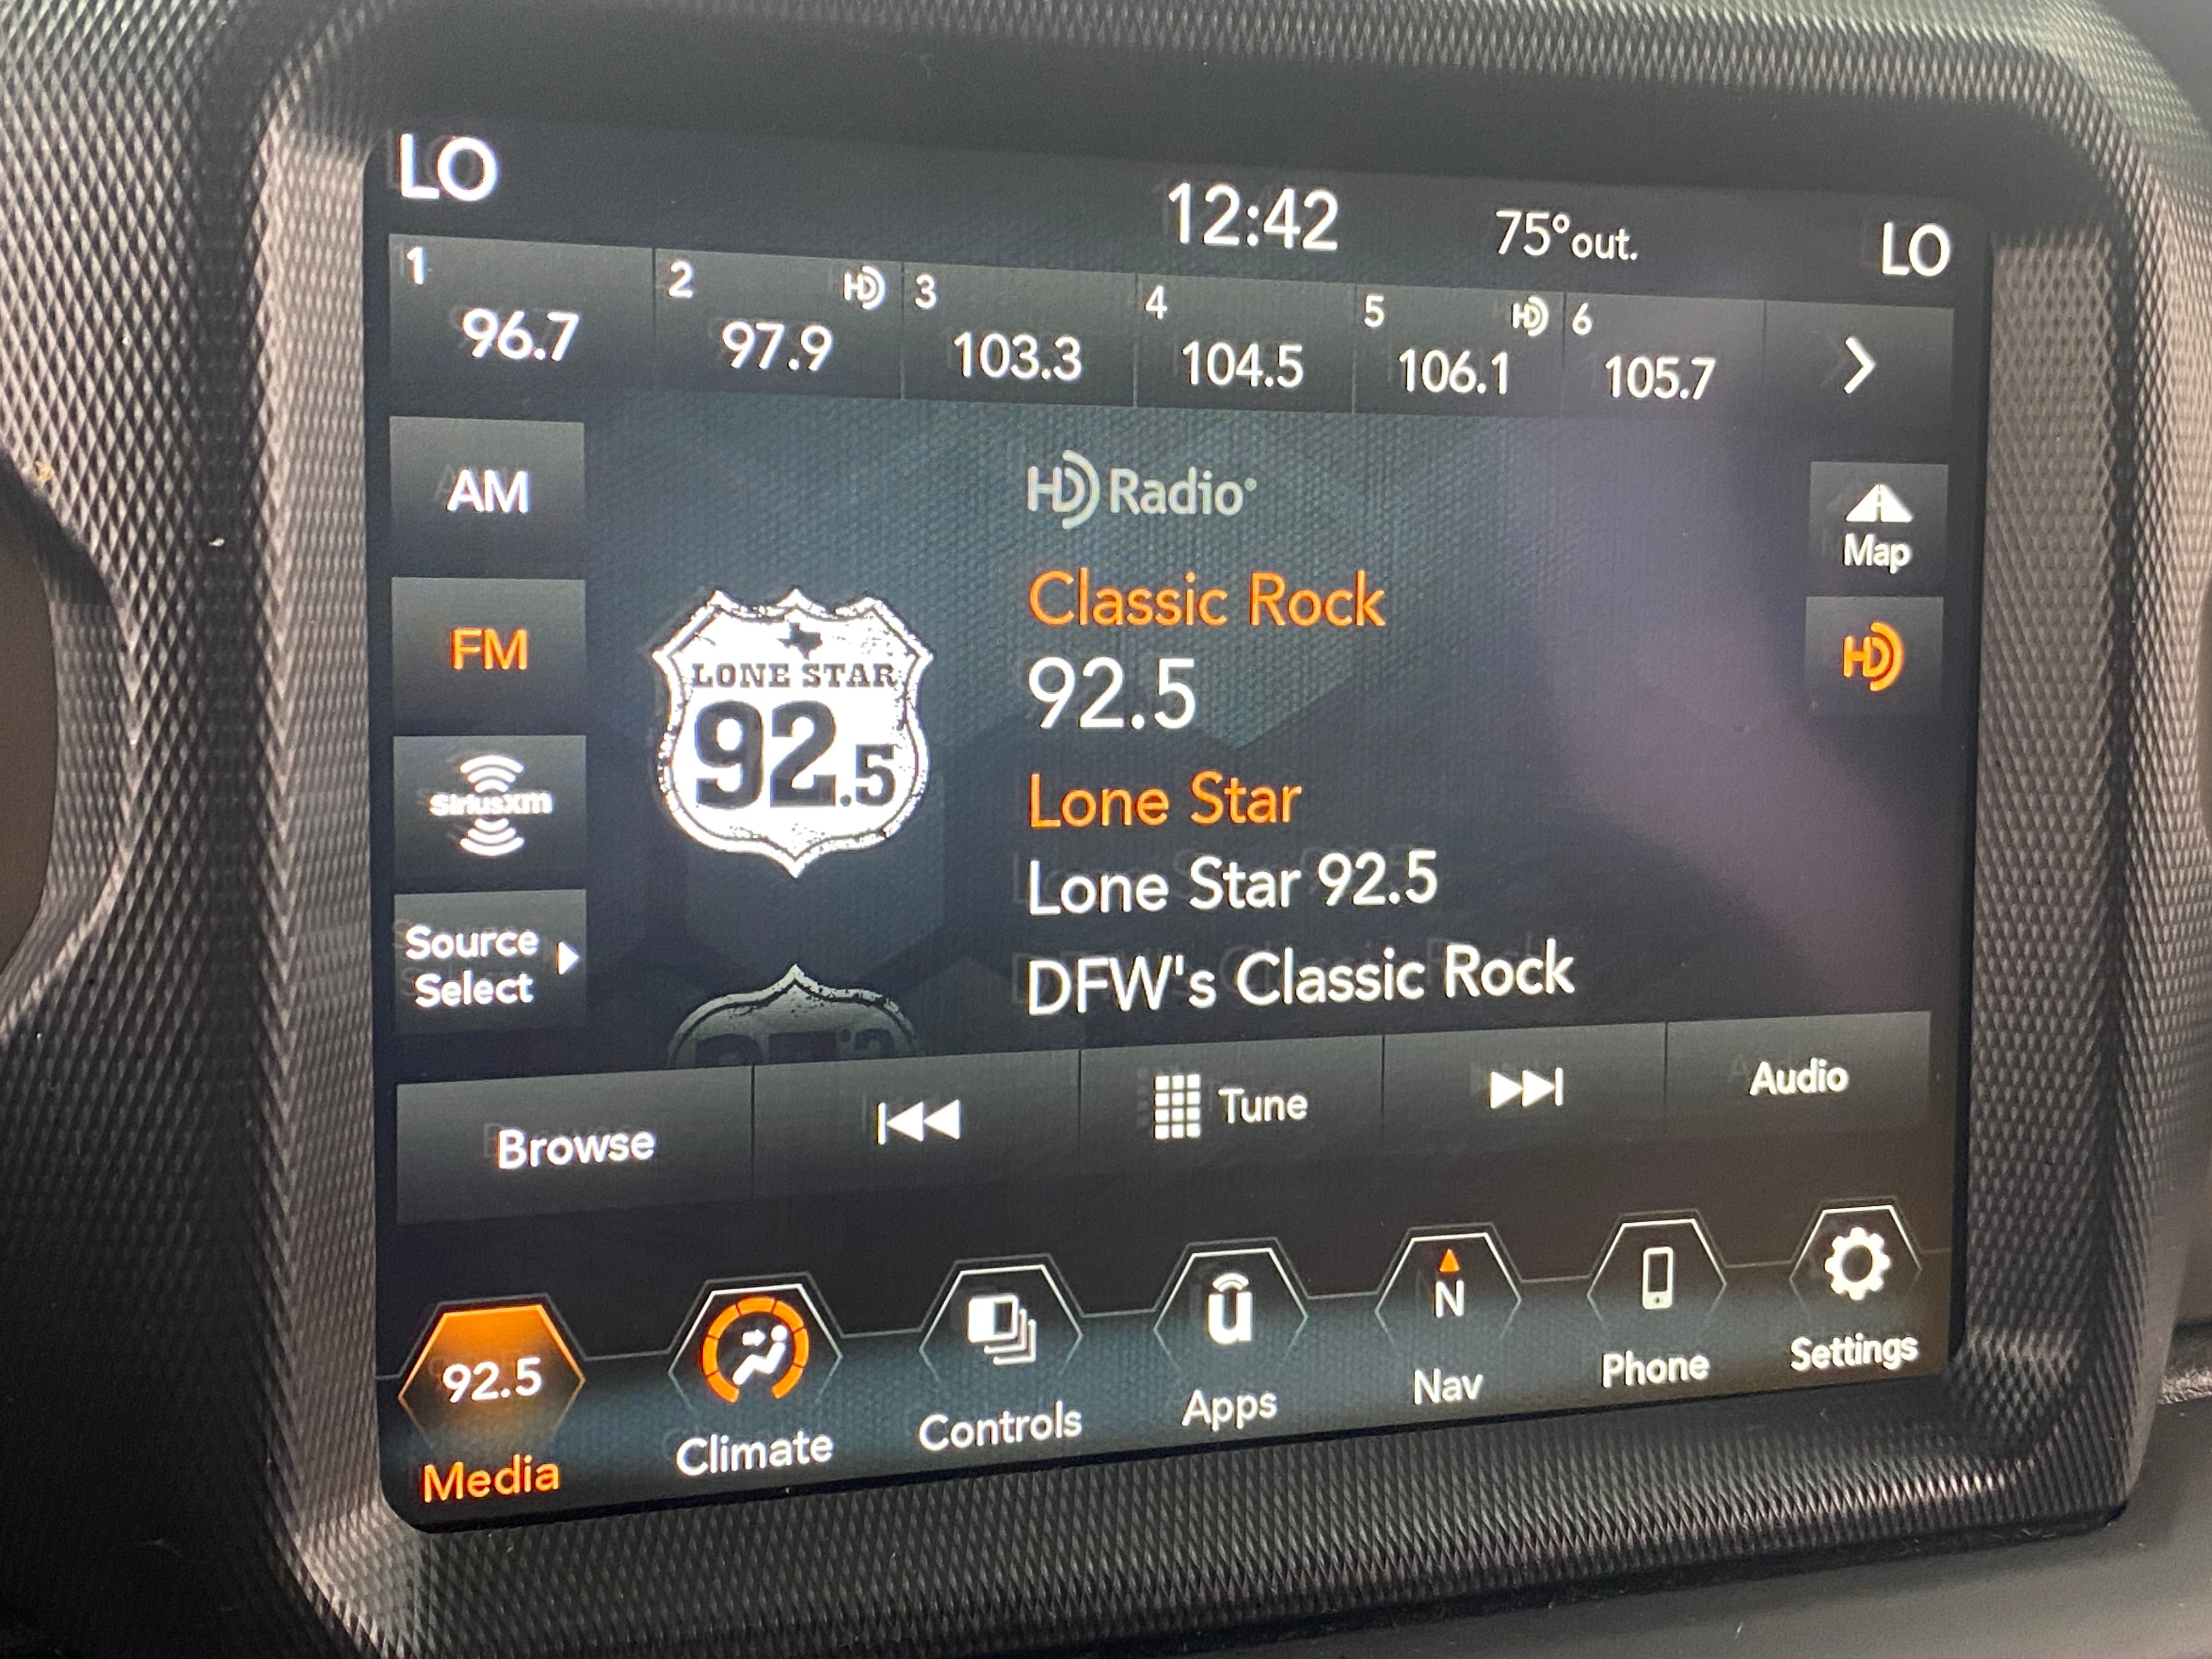 LO 12:42 75°out. LO
1 2 HD 3 4 5 HD 6
96.7 97.9 103.3 104.5 106.1 105.7
AM
FM
SiriusXM
Source
Select
LONE STAR
92.5
HD Radio®
Classic Rock
92.5
Lone Star
Lone Star 92.5
DFW's Classic Rock
Map
HD
Browse Tune Audio
92.5 u N
Media Climate Controls Apps Nav Phone Settings